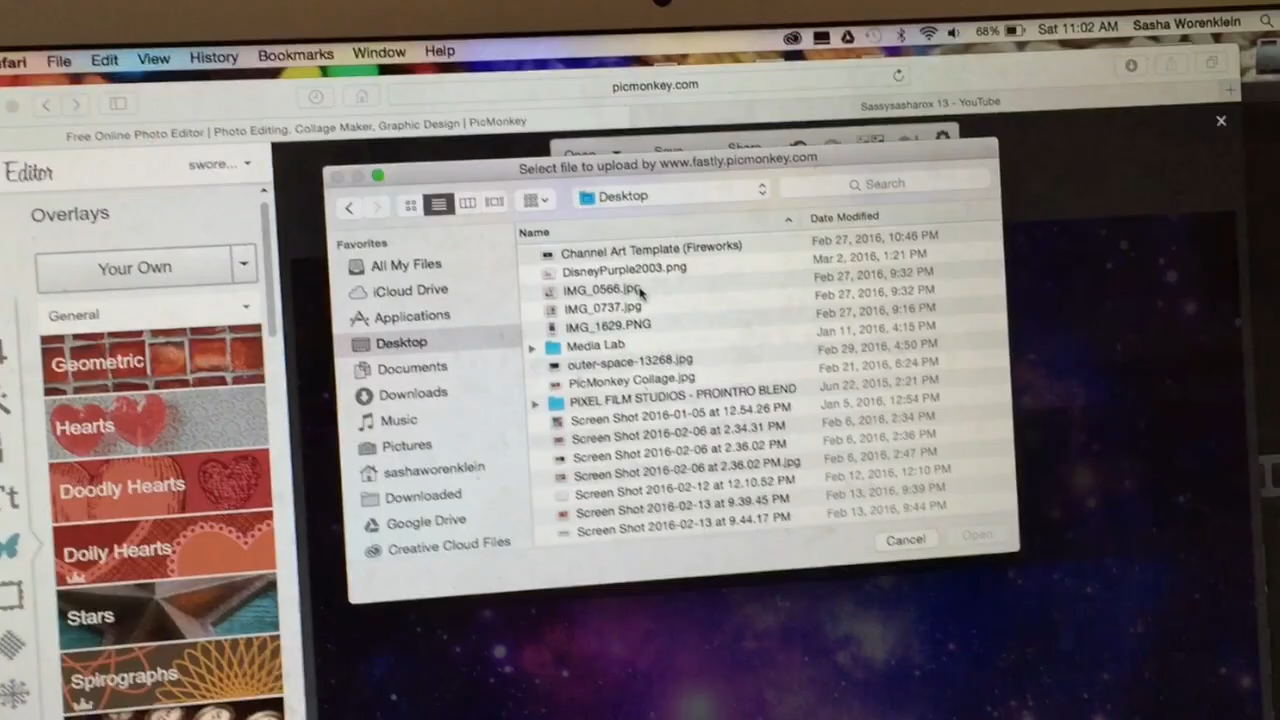 fari File Edit View History Bookmarks Window Help
68% Sat 11:02 AM Sasha Worenklein
picmonkey.com
Free Online Photo Editor | Photo Editing, Collage Maker, Graphic Design | PicMonkey
Sassysasharox 13 - YouTube
Editor
swore...
Overlays
Your Own
General
Geometric
Hearts
Doodly Hearts
Doily Hearts
Stars
Spirographs
Tt
Open Save Share
Select file to upload by www.fastly.picmonkey.com
Desktop
Search
Favorites
All My Files
iCloud Drive
Applications
Desktop
Documents
Downloads
Music
Pictures
sashaworenklein
Downloaded
Google Drive
Creative Cloud Files
Name Date Modified
Channel Art Template (Fireworks) Feb 27, 2016, 10:46 PM
DisneyPurple2003.png Mar 2, 2016, 1:21 PM
IMG_0566.jpg Feb 27, 2016, 9:32 PM
IMG_0737.jpg Feb 27, 2016, 9:32 PM
IMG_1629.PNG Feb 27, 2016, 9:16 PM
Media Lab Jan 11, 2016, 4:15 PM
outer-space-13268.jpg Feb 29, 2016, 4:50 PM
PicMonkey Collage.jpg Feb 21, 2016, 6:24 PM
PIXEL FILM STUDIOS - PROINTRO BLEND Jun 22, 2015, 2:21 PM
Screen Shot 2016-01-05 at 12.54.26 PM Jan 5, 2016, 12:54 PM
Screen Shot 2016-02-06 at 2.34.31 PM Feb 6, 2016, 2:34 PM
Screen Shot 2016-02-06 at 2.36.02 PM Feb 6, 2016, 2:36 PM
Screen Shot 2016-02-06 at 2.36.02 PM.jpg Feb 6, 2016, 2:47 PM
Screen Shot 2016-02-12 at 12.10.52 PM Feb 12, 2016, 12:10 PM
Screen Shot 2016-02-13 at 9.39.45 PM Feb 13, 2016, 9:39 PM
Screen Shot 2016-02-13 at 9.44.17 PM Feb 13, 2016, 9:44 PM
Cancel Open